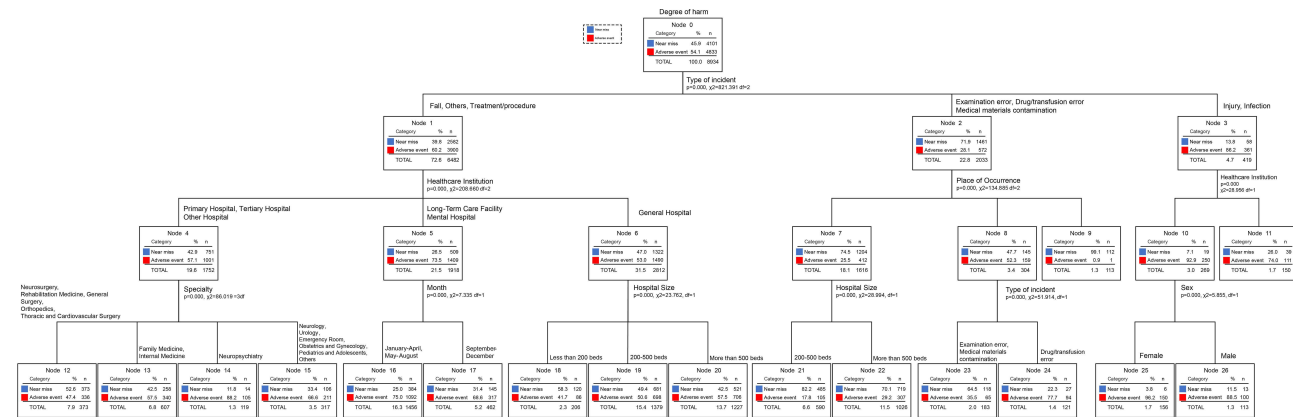 Degree of harm
Near miss
Adverse event
Node 0
Category % n
Near miss 45.9 4101
Adverse event 54.1 4833
TOTAL 100.0 8934
Type of incident
p=0.000, χ2=821.391 df=2
Fall, Others, Treatment/procedure
Examination error, Drug/transfusion error
Medical materials contamination
Injury, Infection
Node 1
Category % n
Near miss 39.8 2582
Adverse event 60.2 3900
TOTAL 72.6 6482
Node 2
Category % n
Near miss 71.9 1461
Adverse event 28.1 572
TOTAL 22.8 2033
Node 3
Category % n
Near miss 13.8 58
Adverse event 86.2 361
TOTAL 4.7 419
Healthcare Institution
p=0.000, χ2=208.660 df=2
Place of Occurrence
p=0.000, χ2=134.685 df=2
Healthcare Institution
p=0.000
χ2=28.956 df=1
Primary Hospital, Tertiary Hospital
Other Hospital
Long-Term Care Facility
Mental Hospital
General Hospital
Node 4
Category % n
Near miss 42.9 751
Adverse event 57.1 1001
TOTAL 19.6 1752
Node 5
Category % n
Near miss 26.5 509
Adverse event 73.5 1409
TOTAL 21.5 1918
Node 6
Category % n
Near miss 47.0 1322
Adverse event 53.0 1490
TOTAL 31.5 2812
Node 7
Category % n
Near miss 74.5 1204
Adverse event 25.5 412
TOTAL 18.1 1616
Node 8
Category % n
Near miss 47.7 145
Adverse event 52.3 159
TOTAL 3.4 304
Node 9
Category % n
Near miss 99.1 112
Adverse event 0.9 1
TOTAL 1.3 113
Node 10
Category % n
Near miss 7.1 19
Adverse event 92.9 250
TOTAL 3.0 269
Node 11
Category % n
Near miss 26.0 39
Adverse event 74.0 111
TOTAL 1.7 150
Specialty
p=0.000, χ2=66.019 =3df
Month
p=0.000, χ2=7.335 df=1
Hospital Size
p=0.000, χ2=23.762, df=1
Hospital Size
p=0.000, χ2=28.994, df=1
Type of incident
p=0.000, χ2=51.914, df=1
Sex
p=0.000, χ2=5.855, df=1
Neurosurgery,
Rehabilitation Medicine, General
Surgery,
Orthopedics,
Thoracic and Cardiovascular Surgery
Family Medicine,
Internal Medicine
Neuropsychiatry
Neurology,
Urology,
Emergency Room,
Obstetrics and Gynecology,
Pediatrics and Adolescents,
Others
January-April,
May-August
September-
December
Less than 200 beds
200-500 beds
More than 500 beds
200-500 beds
More than 500 beds
Examination error,
Medical materials
contamination
Drug/transfusion
error
Female
Male
Node 12
Category % n
Near miss 52.6 373
Adverse event 47.4 336
TOTAL 7.9 373
Node 13
Category % n
Near miss 42.5 258
Adverse event 57.5 340
TOTAL 6.8 607
Node 14
Category % n
Near miss 11.8 14
Adverse event 88.2 105
TOTAL 1.3 119
Node 15
Category % n
Near miss 33.4 106
Adverse event 66.6 211
TOTAL 3.5 317
Node 16
Category % n
Near miss 25.0 364
Adverse event 75.0 1092
TOTAL 16.3 1456
Node 17
Category % n
Near miss 31.4 145
Adverse event 68.6 317
TOTAL 5.2 462
Node 18
Category % n
Near miss 58.3 120
Adverse event 41.7 86
TOTAL 2.3 206
Node 19
Category % n
Near miss 49.4 681
Adverse event 50.6 698
TOTAL 15.4 1379
Node 20
Category % n
Near miss 42.5 521
Adverse event 57.5 706
TOTAL 13.7 1227
Node 21
Category % n
Near miss 82.2 485
Adverse event 17.8 105
TOTAL 6.6 590
Node 22
Category % n
Near miss 70.1 719
Adverse event 29.2 307
TOTAL 11.5 1026
Node 23
Category % n
Near miss 64.5 118
Adverse event 35.5 65
TOTAL 2.0 183
Node 24
Category % n
Near miss 22.3 27
Adverse event 77.7 94
TOTAL 1.4 121
Node 25
Category % n
Near miss 3.8 6
Adverse event 96.2 150
TOTAL 1.7 156
Node 26
Category % n
Near miss 11.5 13
Adverse event 88.5 100
TOTAL 1.3 113